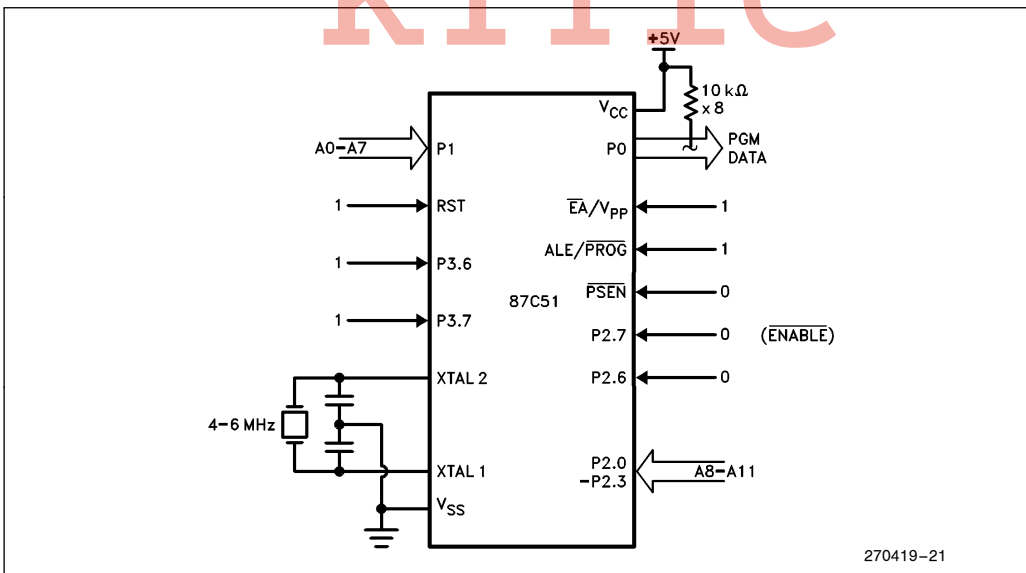 KITIC
+5V
10 kΩ
x 8
VCC
A0–A7
P1
P0
PGM
DATA
1
RST
EA/VPP
1
ALE/PROG
1
1
P3.6
PSEN
0
87C51
1
P3.7
P2.7
0
(ENABLE)
XTAL 2
P2.6
0
4–6 MHz
XTAL 1
P2.0
–P2.3
A8–A11
VSS
270419–21